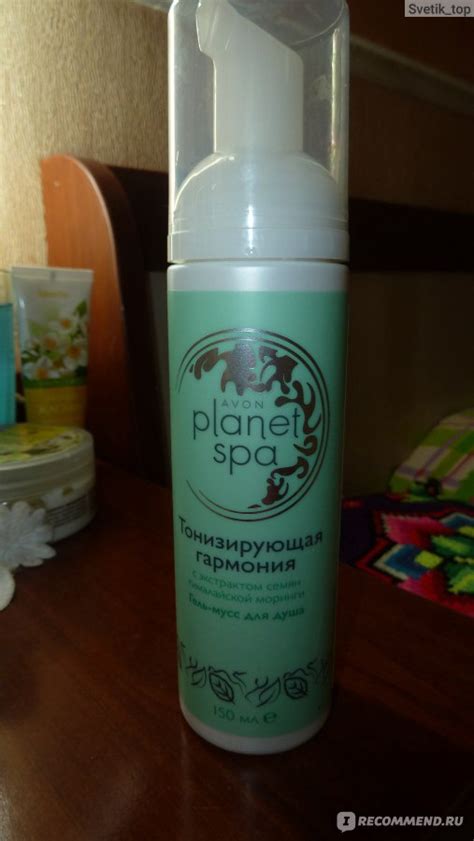 Svetik_top
AVON
planet
spa
Тонизирующая
гармония
с экстрактом семян
гималайской моринги
Гель-мусс для душа
150 мл ℮
I RECOMMEND.RU